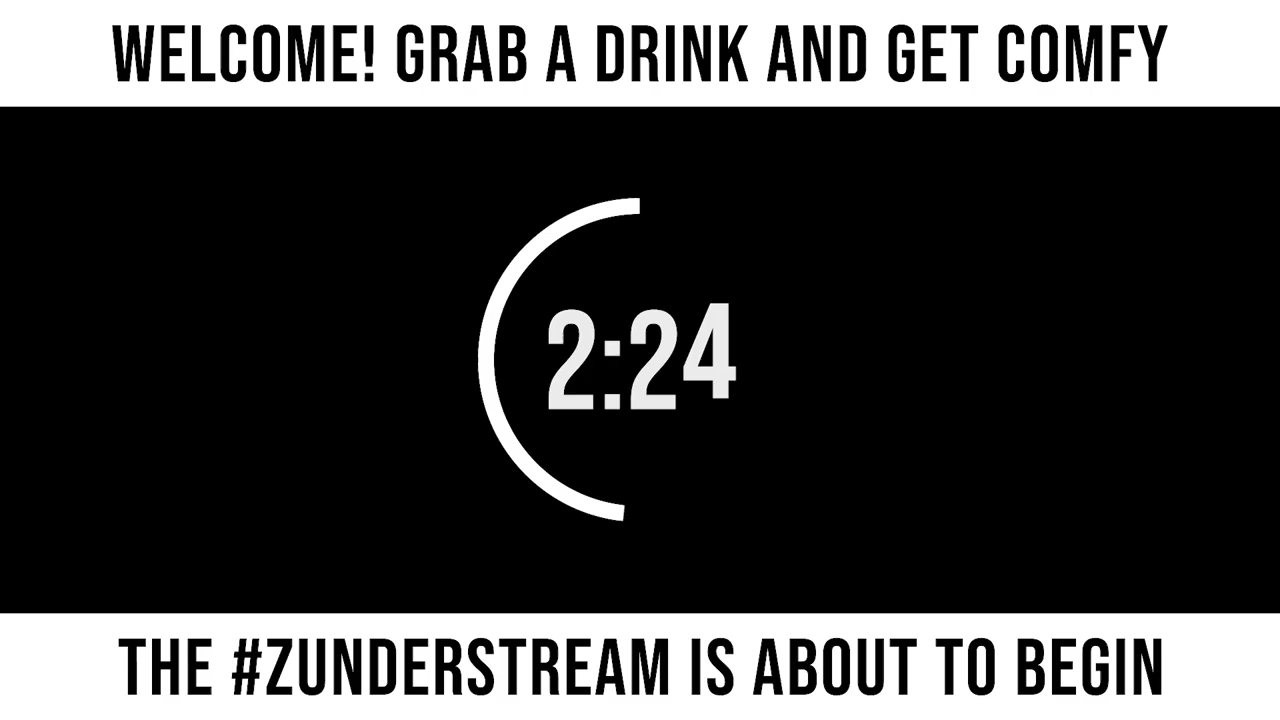 WELCOME! GRAB A DRINK AND GET COMFY
2:24
THE #ZUNDERSTREAM IS ABOUT TO BEGIN